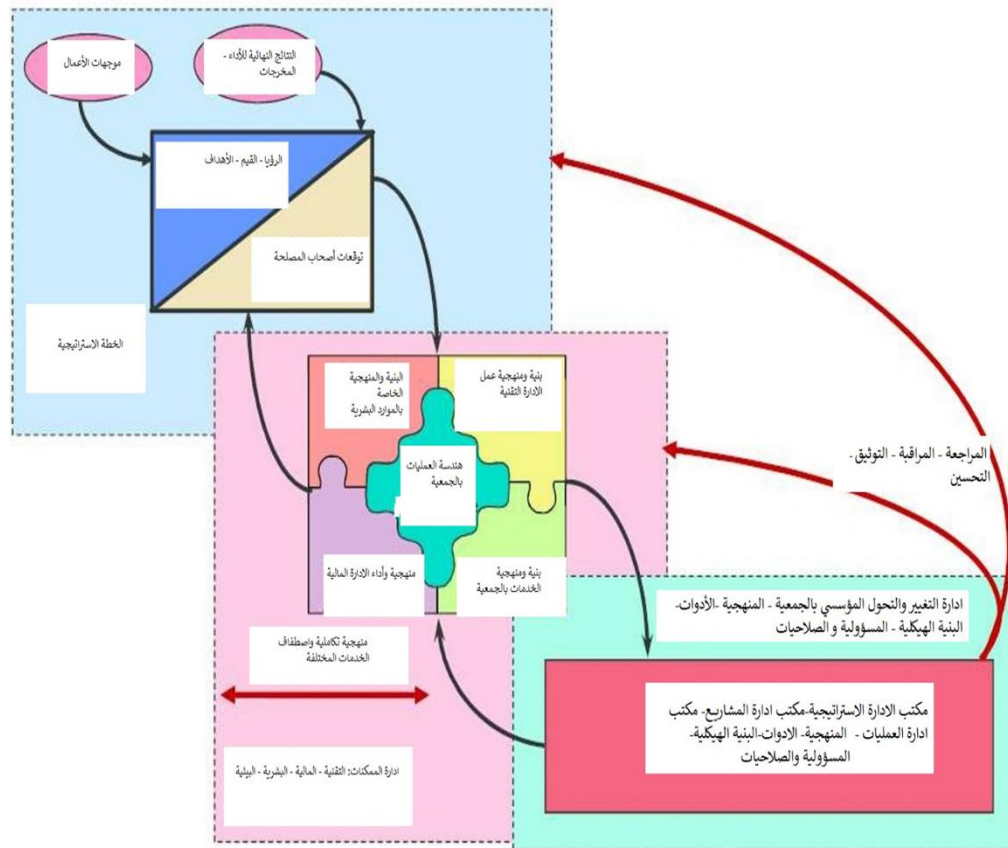 موجهات الأعمال
النتائج النهائية للأداء -
المخرجات
الرؤيا - القيم - الأهداف
توقعات أصحاب المصلحة
الخطة الاستراتيجية
البنية والمنهجية
الخاصة
بالموارد البشرية
بنية ومنهجية عمل
الادارة التقنية
هندسة العمليات
بالجمعية
منهجية وأداء الادارة المالية
بنية ومنهجية
الخدمات بالجمعية
المراجعة - المراقبة - التوثيق -
التحسين
منهجية تكاملية واصطفاف
الخدمات المختلفة
ادارة الممكنات: التقنية - المالية - البشرية - البيئية
ادارة التغيير والتحول المؤسسي بالجمعية - المنهجية -الأدوات-
البنية الهيكلية - المسؤولية و الصلاحيات
مكتب الادارة الاستراتيجية-مكتب ادارة المشاريع- مكتب
ادارة العمليات - المنهجية- الادوات-البنية الهيكلية-
المسؤولية والصلاحيات